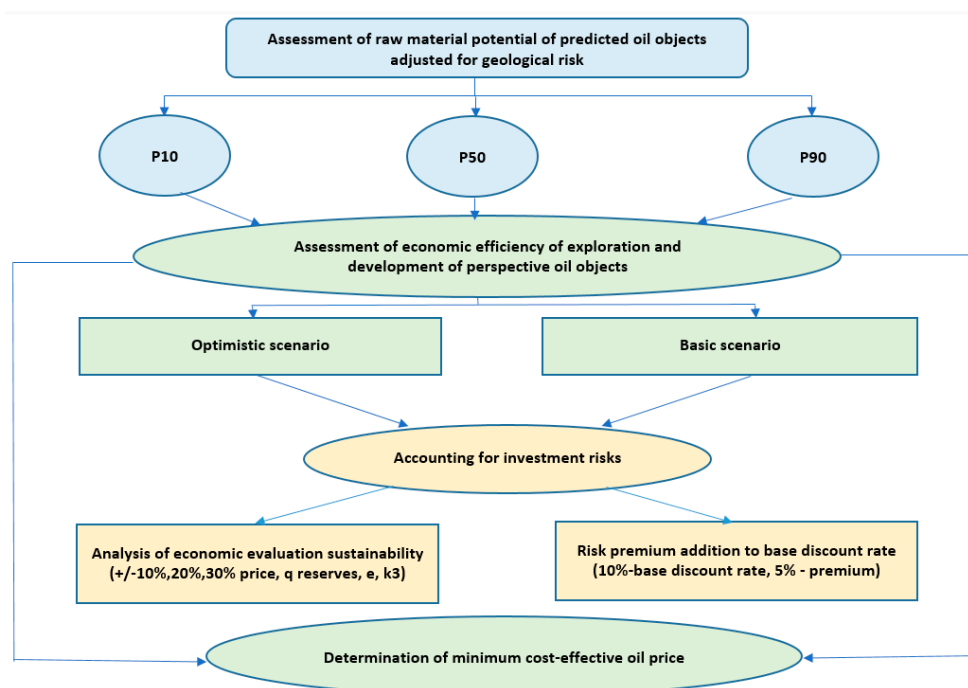 Assessment of raw material potential of predicted oil objects
adjusted for geological risk
P10
P50
P90
Assessment of economic efficiency of exploration and
development of perspective oil objects
Optimistic scenario
Basic scenario
Accounting for investment risks
Analysis of economic evaluation sustainability
(+/-10%,20%,30% price, q reserves, e, k3)
Risk premium addition to base discount rate
(10%-base discount rate, 5% - premium)
Determination of minimum cost-effective oil price